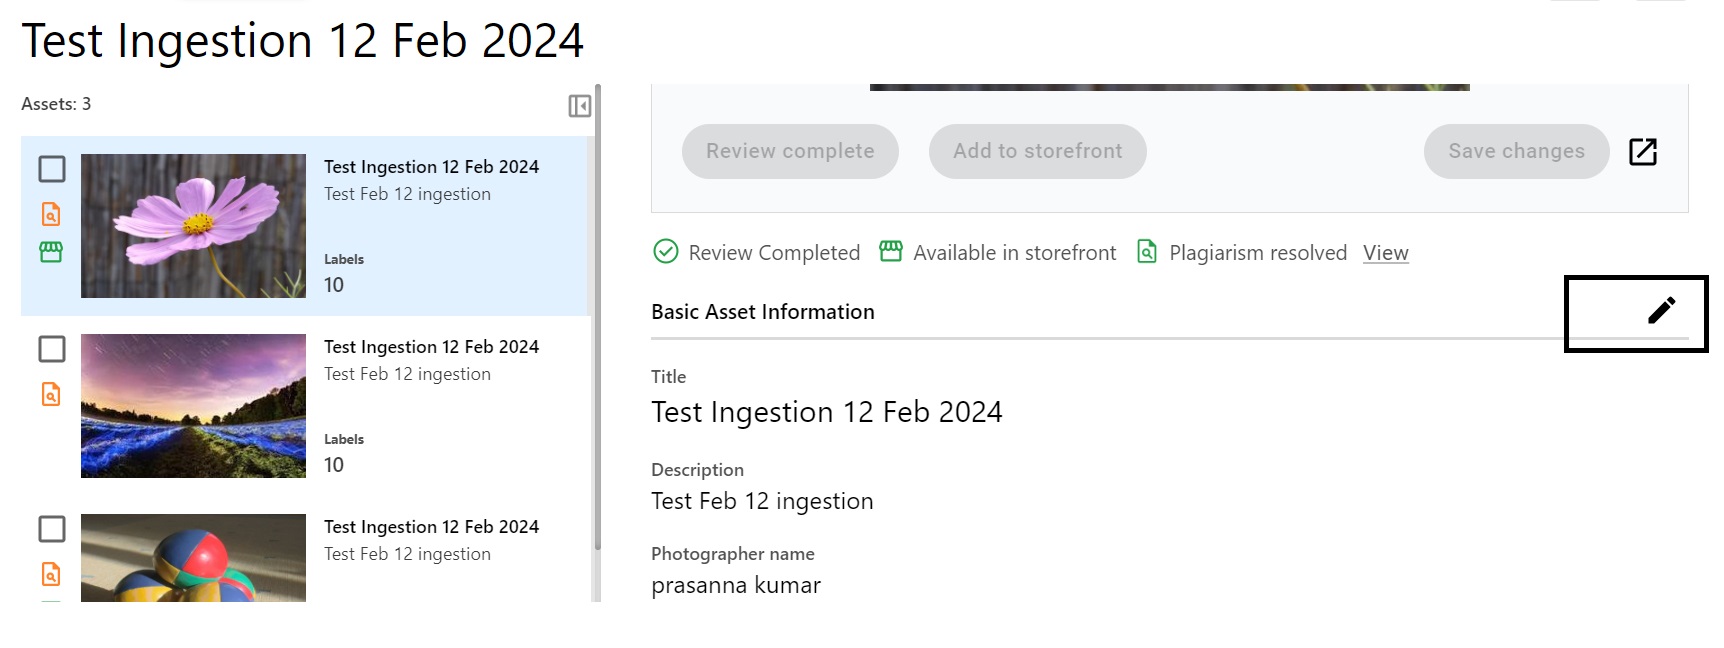 Test Ingestion 12 Feb 2024
Assets: 3
Test Ingestion 12 Feb 2024
Test Feb 12 ingestion
Labels
10
Test Ingestion 12 Feb 2024
Test Feb 12 ingestion
Labels
10
Test Ingestion 12 Feb 2024
Test Feb 12 ingestion
Review complete
Add to storefront
Save changes
Review Completed Available in storefront Plagiarism resolved View
Basic Asset Information
Title
Test Ingestion 12 Feb 2024
Description
Test Feb 12 ingestion
Photographer name
prasanna kumar